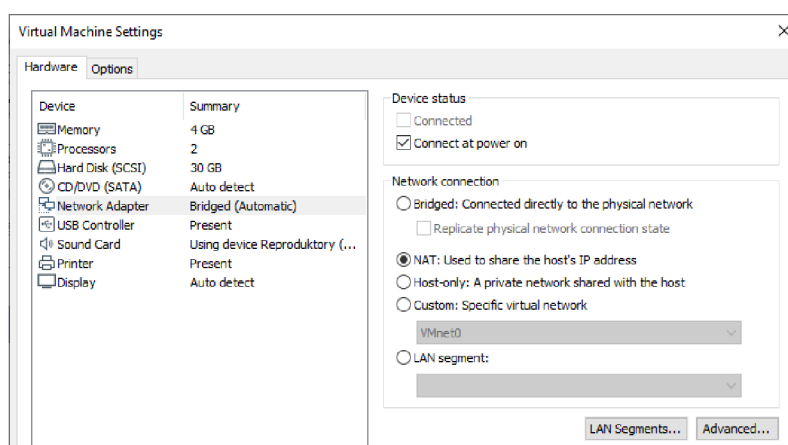 Virtual Machine Settings
Hardware Options
Device Summary
Memory 4 GB
Processors 2
Hard Disk (SCSI) 30 GB
CD/DVD (SATA) Auto detect
Network Adapter Bridged (Automatic)
USB Controller Present
Sound Card Using device Reproduktory (...
Printer Present
Display Auto detect
Device status
Connected
Connect at power on
Network connection
Bridged: Connected directly to the physical network
Replicate physical network connection state
NAT: Used to share the host's IP address
Host-only: A private network shared with the host
Custom: Specific virtual network
VMnet0
LAN segment:
LAN Segments... Advanced...